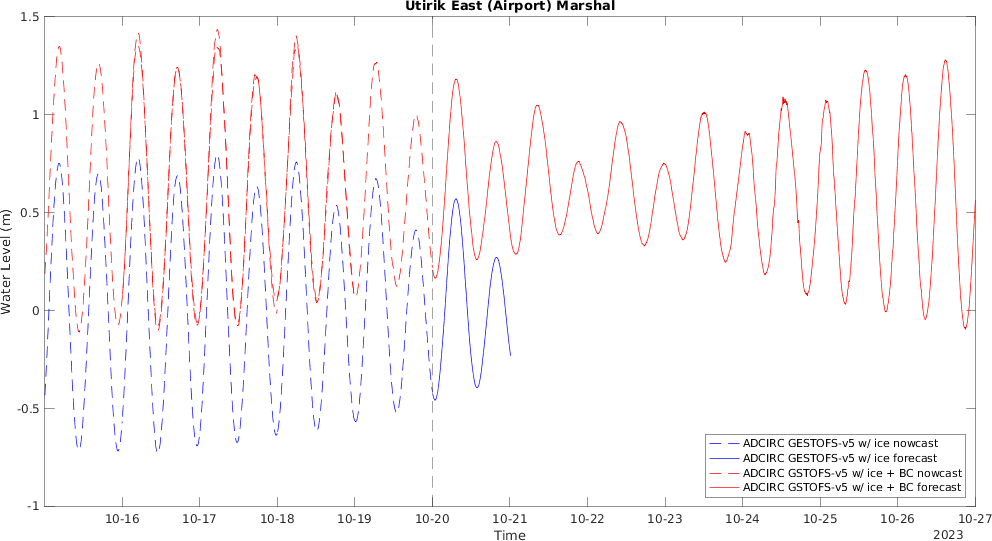 Utirik East (Airport) Marshal
1.5
1
0.5
0
-0.5
-1
Water Level (m)
10-16 10-17 10-18 10-19 10-20 10-21 10-22 10-23 10-24 10-25 10-26 10-27
Time
2023
ADCIRC GESTOFS-v5 w/ ice nowcast
ADCIRC GESTOFS-v5 w/ ice forecast
ADCIRC GSTOFS-v5 w/ ice + BC nowcast
ADCIRC GSTOFS-v5 w/ ice + BC forecast